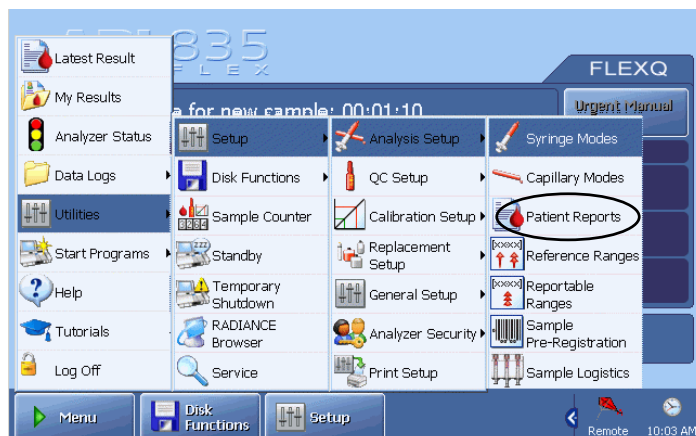 ABL835
FLEX
FLEXQ
e for new sample: 00:01:10
Urgent Manual
Latest Result
My Results
Analyzer Status
Data Logs
Utilities
Start Programs
Help
Tutorials
Log Off
Setup
Disk Functions
Sample Counter
Standby
Temporary
Shutdown
RADIANCE
Browser
Service
Analysis Setup
QC Setup
Calibration Setup
Replacement
Setup
General Setup
Analyzer Security
Print Setup
Syringe Modes
Capillary Modes
Patient Reports
Reference Ranges
Reportable
Ranges
Sample
Pre-Registration
Sample Logistics
Menu
Disk
Functions
Setup
Remote
10:03 AM